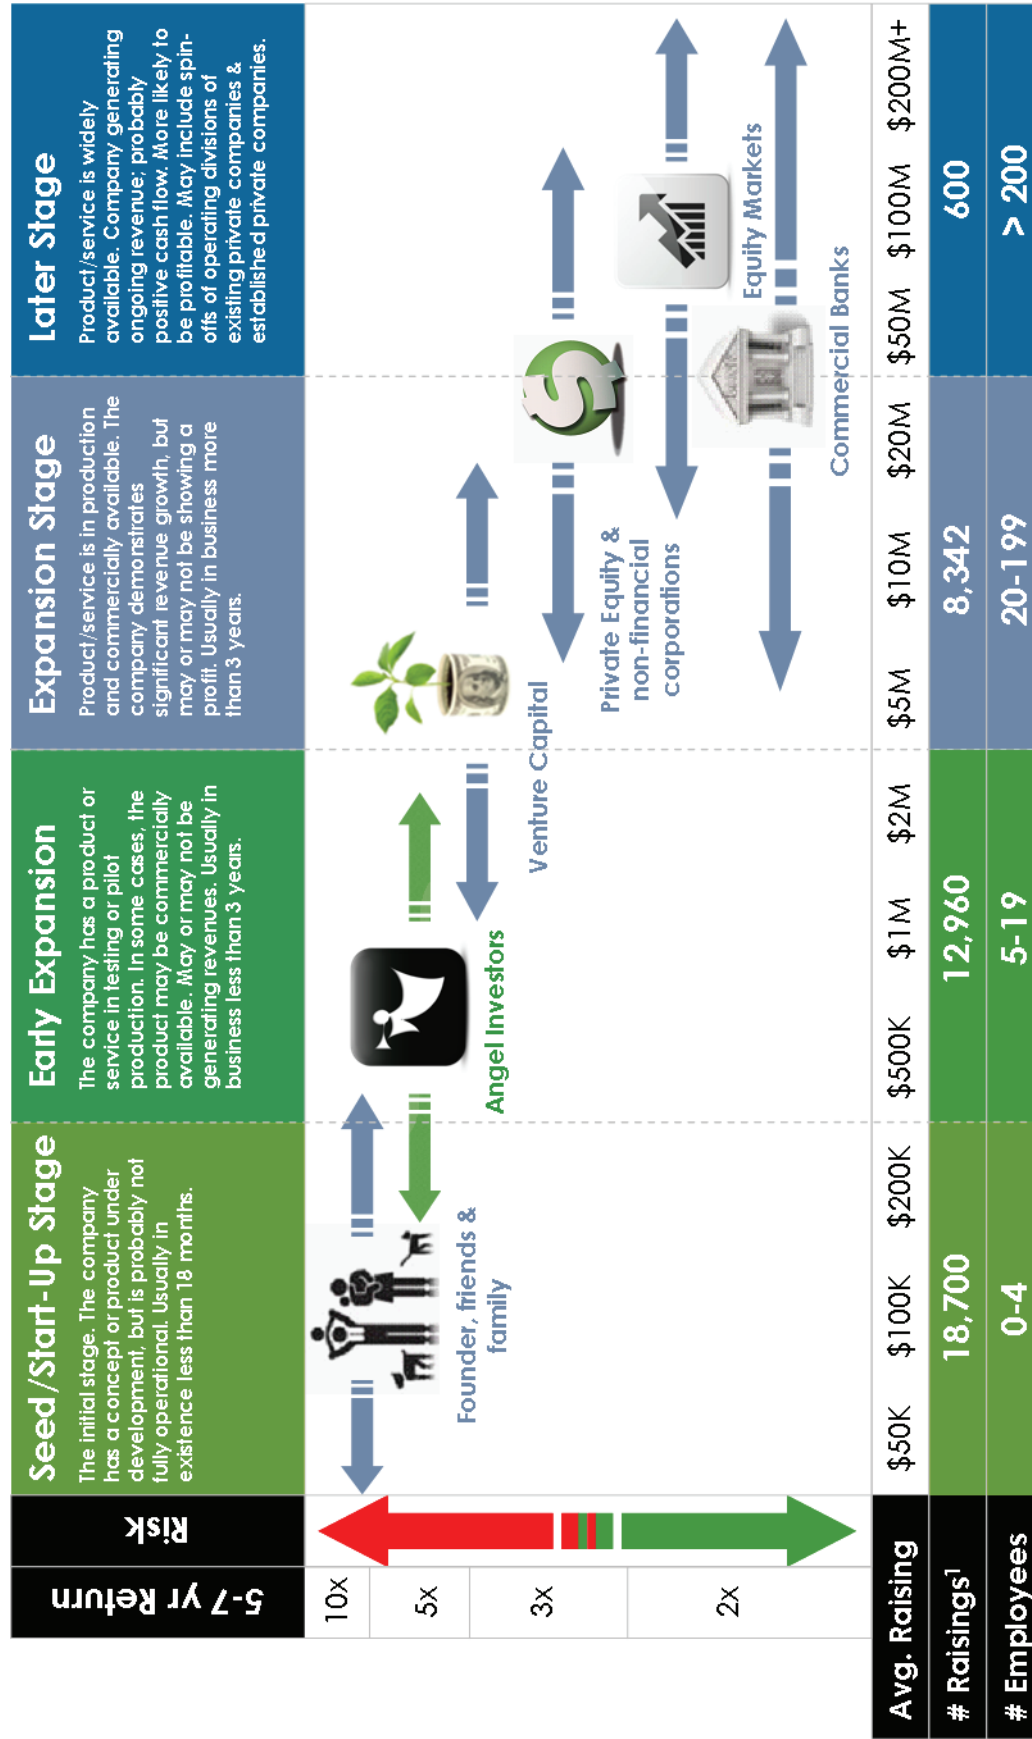 5-7 yr Return
Risk
Seed/Start-Up Stage
The initial stage. The company
has a concept or product under
development, but is probably not
fully operational. Usually in
existence less than 18 months.
Early Expansion
The company has a product or
service in testing or pilot
production. In some cases, the
product may be commercially
available. May or may not be
generating revenues. Usually in
business less than 3 years.
Expansion Stage
Product/service is in production
and commercially available. The
company demonstrates
significant revenue growth, but
may or may not be showing a
profit. Usually in business more
than 3 years.
Later Stage
Product/service is widely
available. Company generating
ongoing revenue; probably
positive cashflow. More likely to
be profitable. May include spin-
offs of operating divisions of
existing private companies &
established private companies.
10x
5x
3x
2x
Founder, friends &
family
Angel Investors
Venture Capital
Private Equity &
non-financial
corporations
Equity Markets
Commercial Banks
Avg. Raising $50K $100K $200K $500K $1M $2M $5M $10M $20M $50M $100M $200M+
# Raisings¹ 18,700 12,960 8,342 600
# Employees 0-4 5-19 20-199 > 200